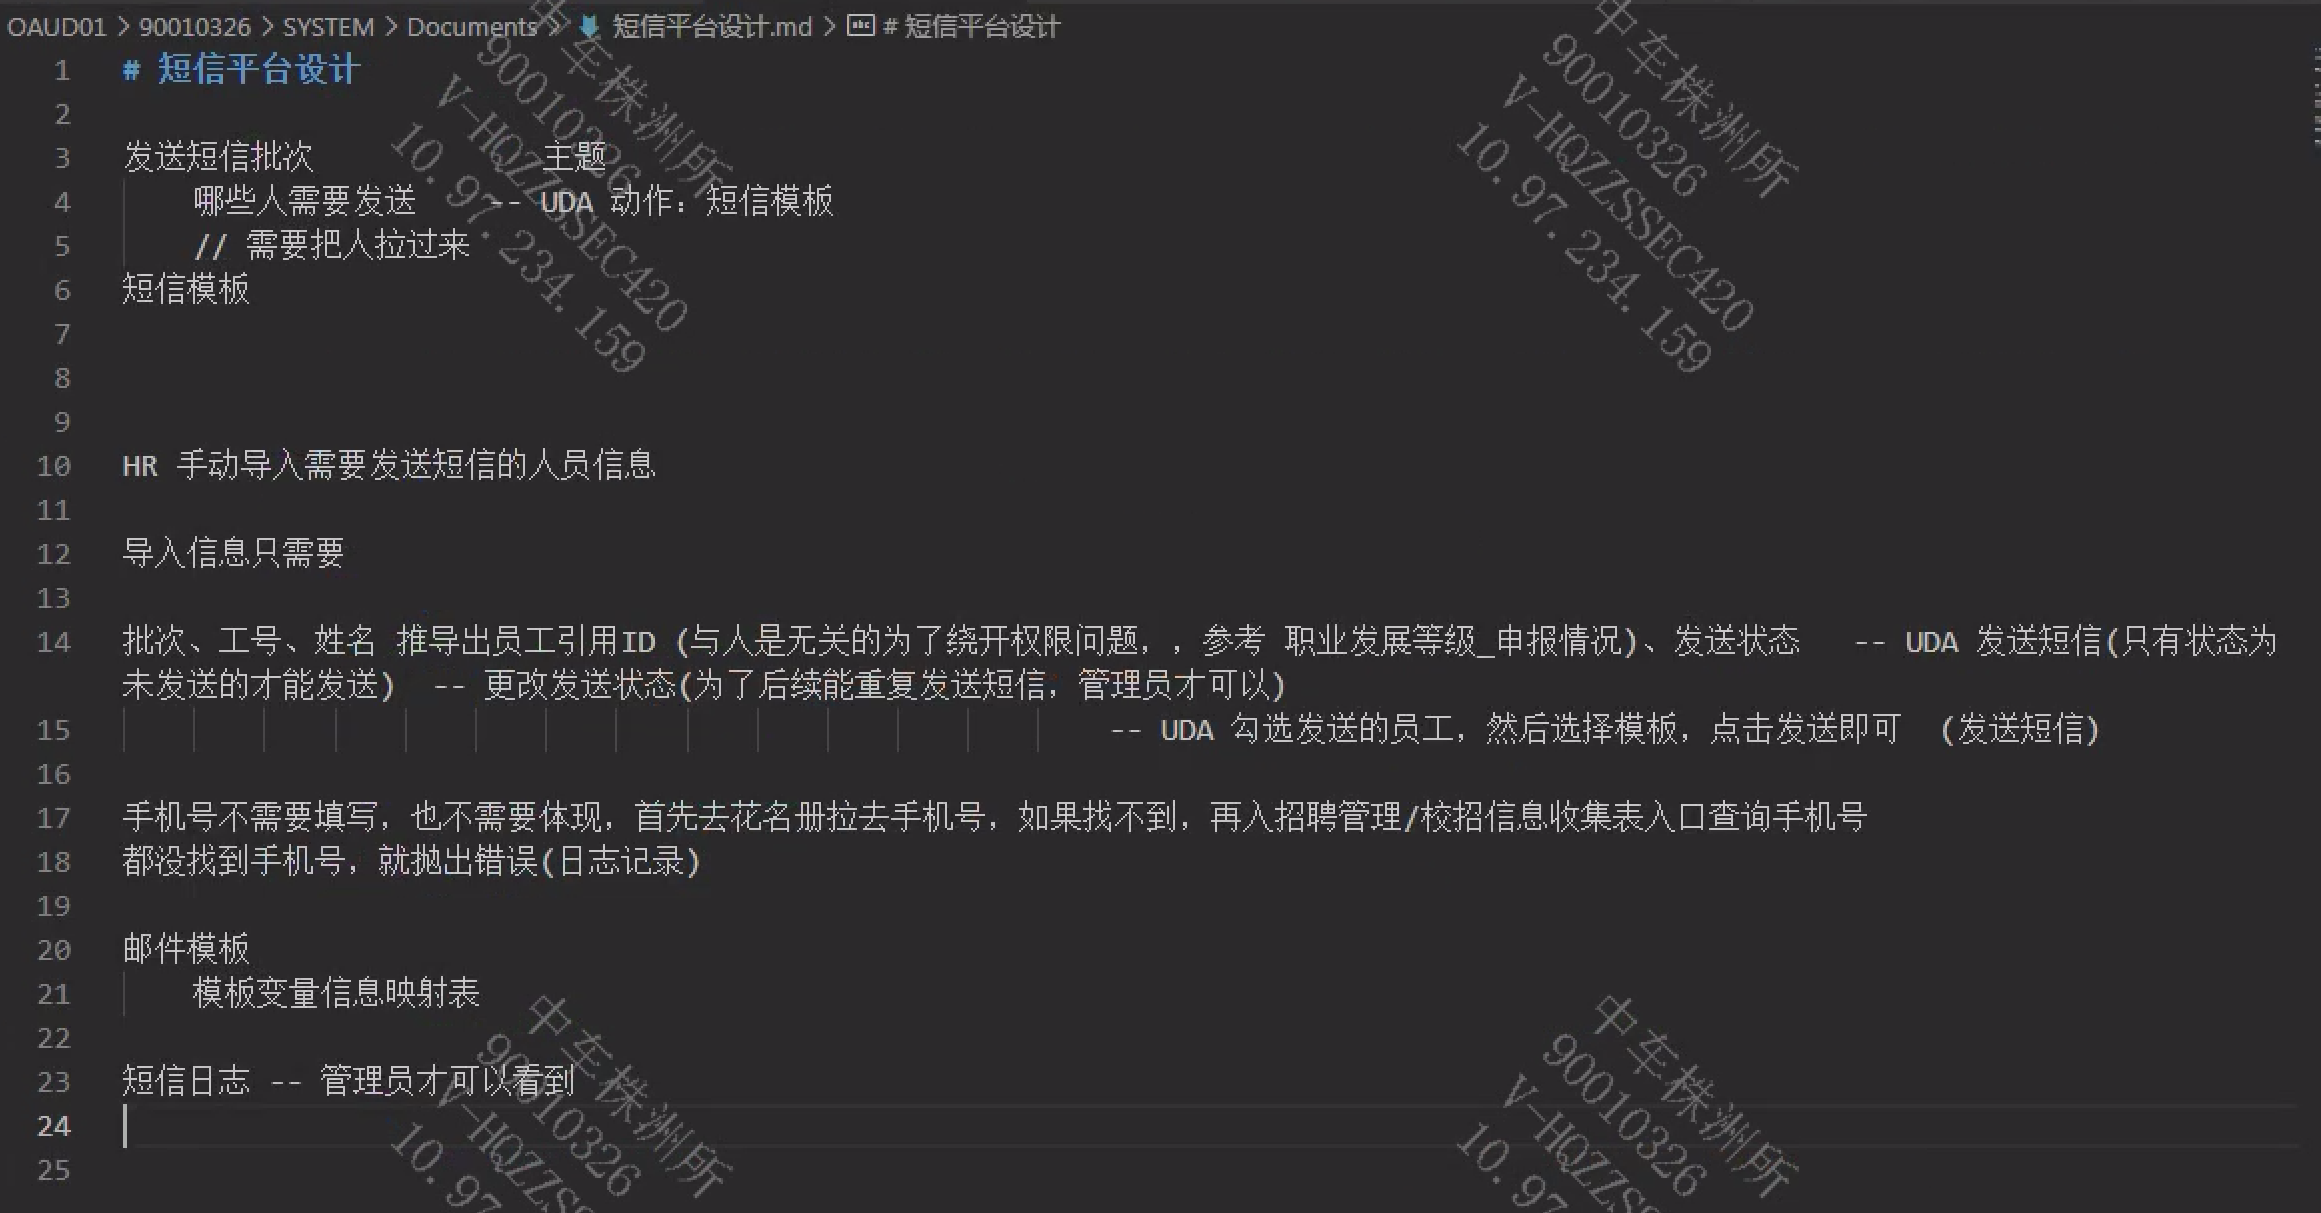 OAUD01 > 90010326 > SYSTEM > Documents > 短信平台设计.md > # 短信平台设计
1 # 短信平台设计
2
3 发送短信批次 主题
4 哪些人需要发送 -- UDA 动作：短信模板
5 // 需要把人拉过来
6 短信模板
7
8
9
10 HR 手动导入需要发送短信的人员信息
11
12 导入信息只需要
13
14 批次、工号、姓名 推导出员工引用ID (与人是无关的为了绕开权限问题，，参考 职业发展等级_申报情况)、发送状态 -- UDA 发送短信(只有状态为
未发送的才能发送) -- 更改发送状态(为了后续能重复发送短信，管理员才可以)
15 -- UDA 勾选发送的员工，然后选择模板，点击发送即可 (发送短信)
16
17 手机号不需要填写，也不需要体现，首先去花名册拉去手机号，如果找不到，再入招聘管理/校招信息收集表入口查询手机号
18 都没找到手机号，就抛出错误(日志记录)
19
20 邮件模板
21 模板变量信息映射表
22
23 短信日志 -- 管理员才可以看到
24
25
中车株洲所
90010326
V-HQZZSSEC420
10.97.234.159
中车株洲所
90010326
V-HQZZSSEC420
10.97.234.159
中车株洲所
90010326
V-HQZZS
10.97
中车株洲所
90010326
V-HQZZS
10.97